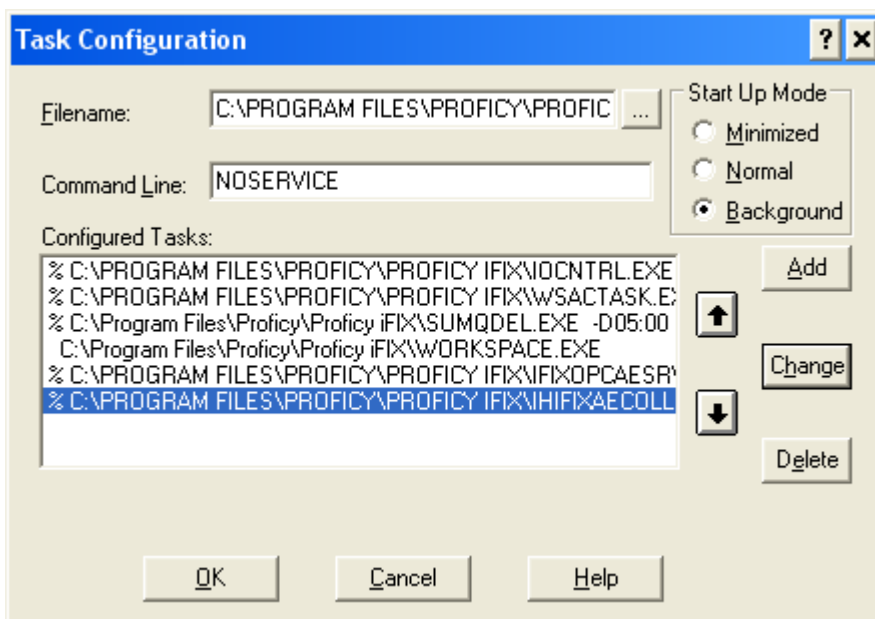 Task Configuration
Filename:
C:\PROGRAM FILES\PROFICY\PROFIC
...
Start Up Mode
Minimized
Normal
Background
Command Line:
NOSERVICE
Configured Tasks:
% C:\PROGRAM FILES\PROFICY\PROFICY IFIX\IOCNTRL.EXE
% C:\PROGRAM FILES\PROFICY\PROFICY IFIX\WSACTASK.EX
% C:\Program Files\Proficy\Proficy iFIX\SUMQDEL.EXE -D05:00
C:\Program Files\Proficy\Proficy iFIX\WORKSPACE.EXE
% C:\PROGRAM FILES\PROFICY\PROFICY IFIX\IFIXOPCAESRV
% C:\PROGRAM FILES\PROFICY\PROFICY IFIX\IHIFIXAECOLL
Add
Change
Delete
OK
Cancel
Help